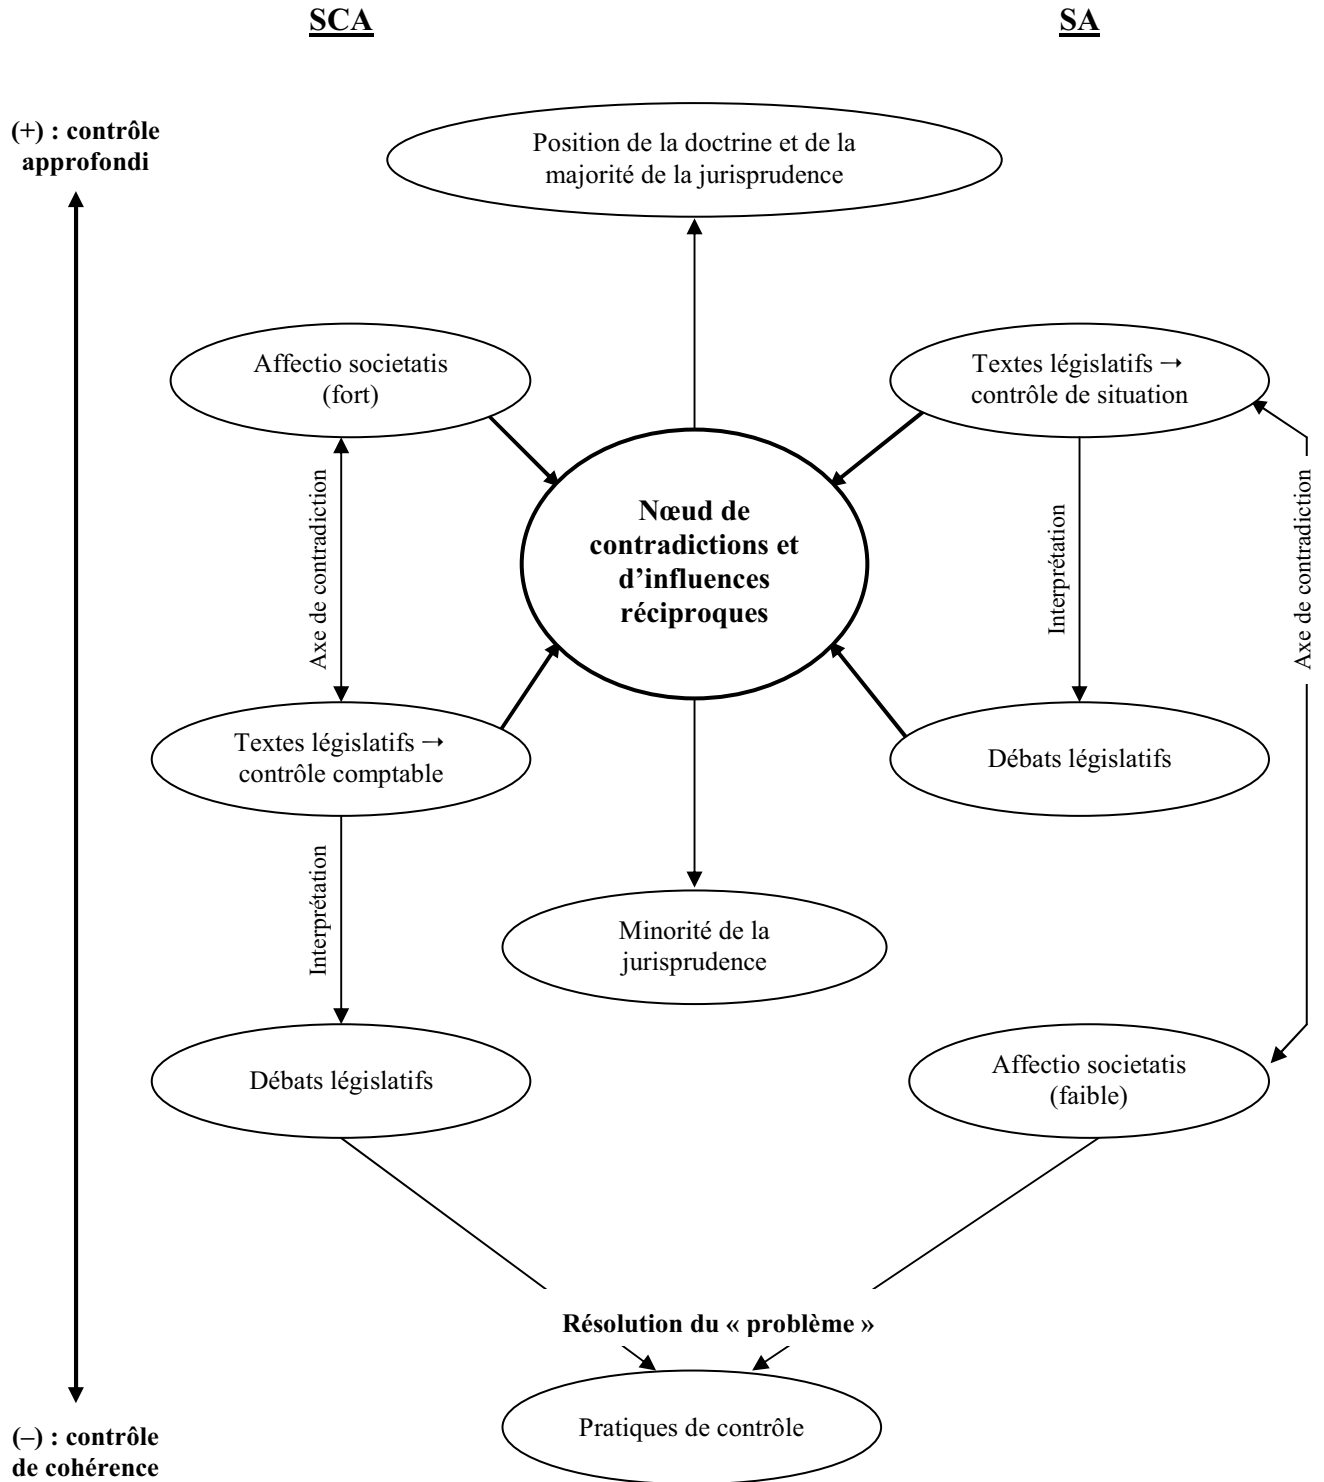 SCA
SA
(+) : contrôle
approfondi
Position de la doctrine et de la
majorité de la jurisprudence
Affectio societatis
(fort)
Textes législatifs →
contrôle de situation
Axe de contradiction
Nœud de
contradictions et
d’influences
réciproques
Interprétation
Axe de contradiction
Textes législatifs →
contrôle comptable
Débats législatifs
Interprétation
Minorité de la
jurisprudence
Débats législatifs
Affectio societatis
(faible)
Résolution du « problème »
Pratiques de contrôle
(–) : contrôle
de cohérence